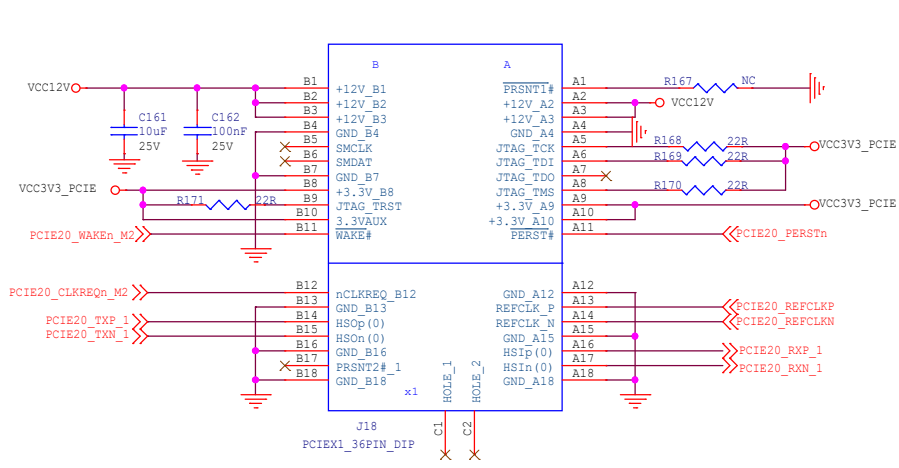 B A
VCC12V B1 +12V_B1 PRSNT1# A1 R167 NC
B2 +12V_B2 +12V_A2 A2 VCC12V
B3 +12V_B3 +12V_A3 A3
C161 10uF 25V C162 100nF 25V
B4 GND_B4 GND_A4 A4
B5 SMCLK JTAG_TCK A5 R168 22R VCC3V3_PCIE
B6 SMDAT JTAG_TDI A6 R169 22R
B7 GND_B7 JTAG_TDO A7
VCC3V3_PCIE B8 +3.3V_B8 JTAG_TMS A8 R170 22R
R171 22R B9 JTAG_TRST +3.3V_A9 A9 VCC3V3_PCIE
B10 3.3VAUX +3.3V_A10 A10
PCIE20_WAKEn_M2 B11 WAKE# PERST# A11 PCIE20_PERSTn
PCIE20_CLKREQn_M2 B12 nCLKREQ_B12 GND_A12 A12
B13 GND_B13 REFCLK_P A13 PCIE20_REFCLKP
PCIE20_TXP_1 B14 HSOp(0) REFCLK_N A14 PCIE20_REFCLKN
PCIE20_TXN_1 B15 HSOn(0) GND_A15 A15
B16 GND_B16 HSIp(0) A16 PCIE20_RXP_1
B17 PRSNT2#_1 HSIn(0) A17 PCIE20_RXN_1
B18 GND_B18 GND_A18 A18
x1 HOLE_1 HOLE_2
C1 C2
J18
PCIEX1_36PIN_DIP